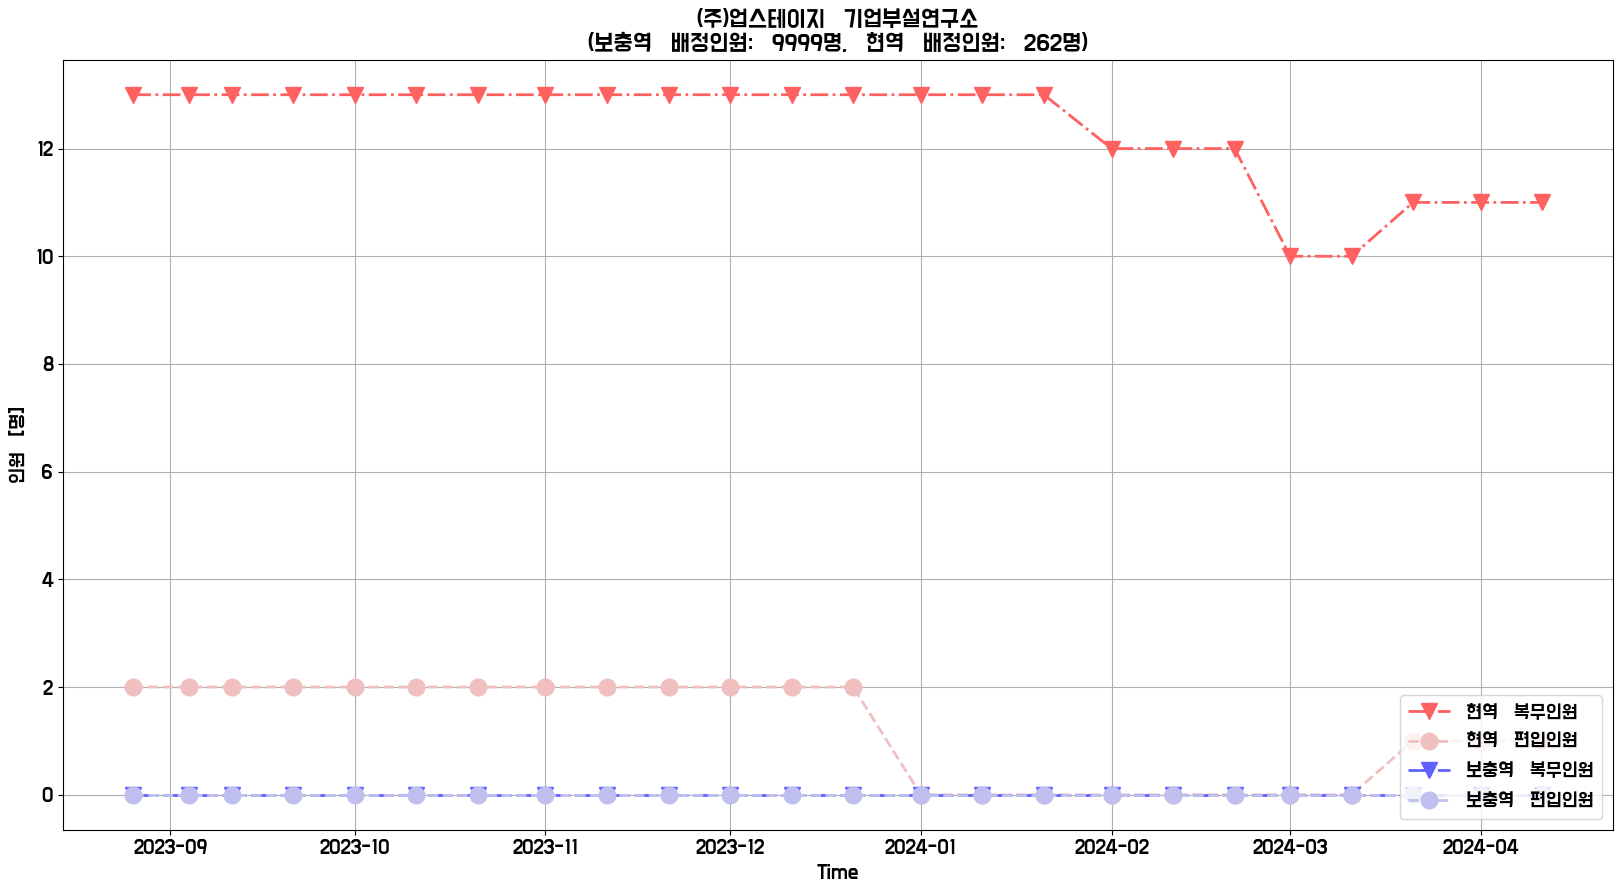 (주)업스테이지 기업부설연구소
(보충역 배정인원: 9999명, 현역 배정인원: 262명)
12
10
8
6
4
2
0
인원 [명]
현역 복무인원
현역 편입인원
보충역 복무인원
보충역 편입인원
2023-09 2023-10 2023-11 2023-12 2024-01 2024-02 2024-03 2024-04
Time